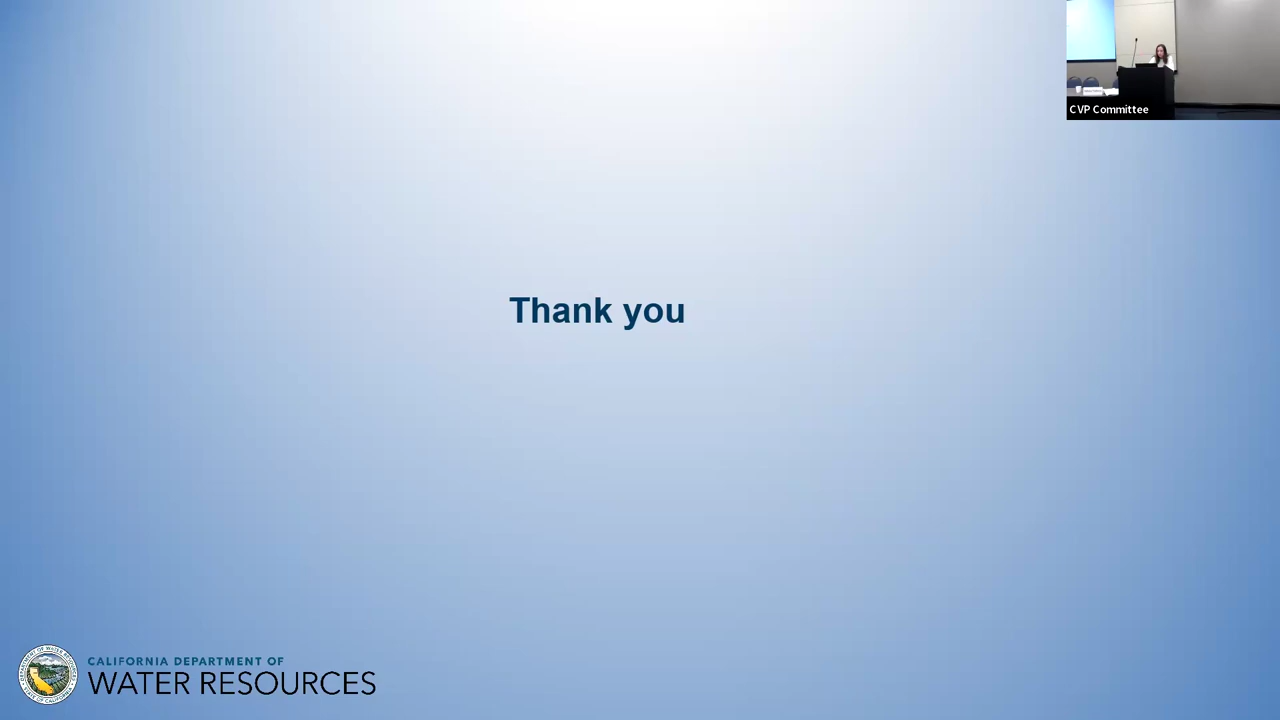 CVP Committee
Thank you
CALIFORNIA DEPARTMENT OF
WATER RESOURCES